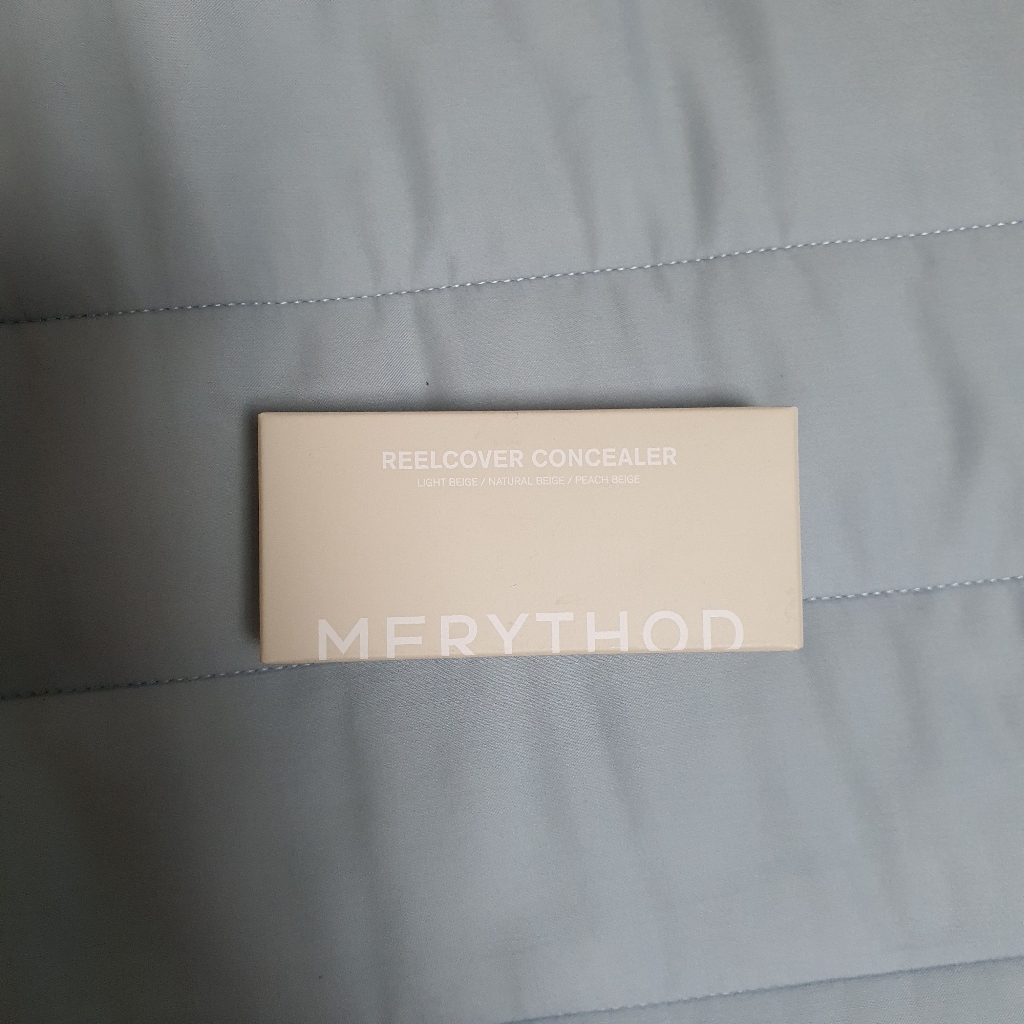 REELCOVER CONCEALER
LIGHT BEIGE / NATURAL BEIGE / PEACH BEIGE
MERYTHOD